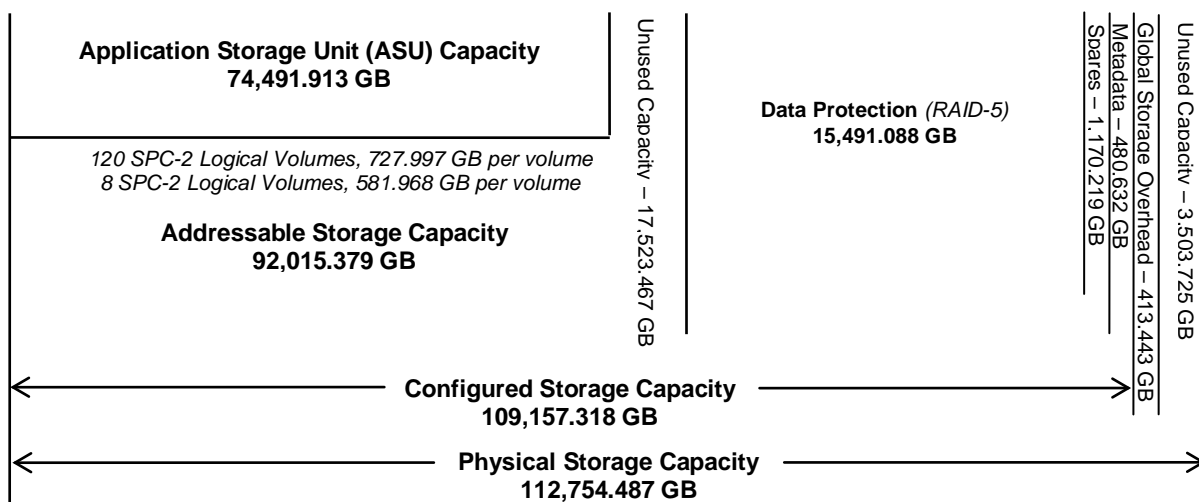 Application Storage Unit (ASU) Capacity
74,491.913 GB
120 SPC-2 Logical Volumes, 727.997 GB per volume
8 SPC-2 Logical Volumes, 581.968 GB per volume
Addressable Storage Capacity
92,015.379 GB
Unused Capacity – 17,523.467 GB
Data Protection (RAID-5)
15,491.088 GB
Spares – 1,170.219 GB
Metadata – 480.632 GB
Global Storage Overhead – 413.443 GB
Unused Capacity – 3,503.725 GB
Configured Storage Capacity
109,157.318 GB
Physical Storage Capacity
112,754.487 GB